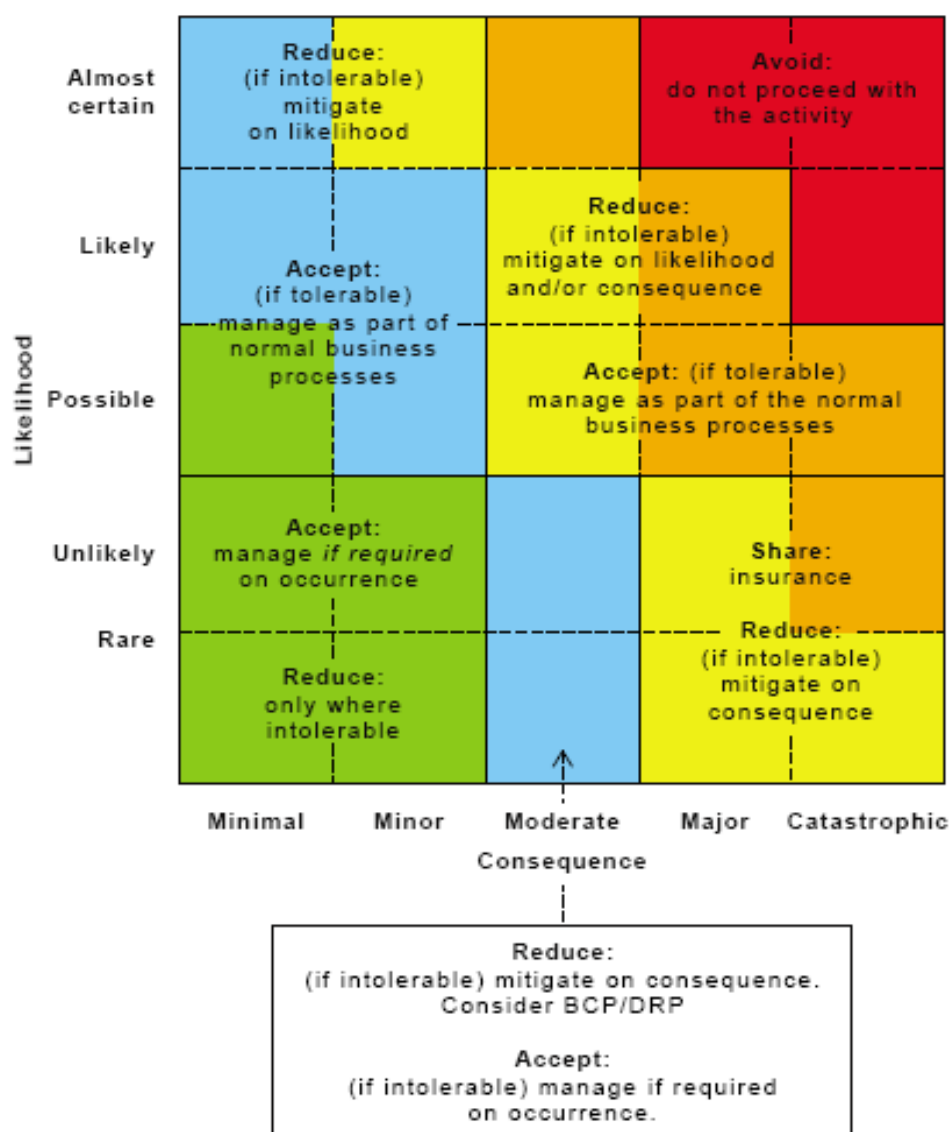 Almost
certain
Reduce:
(if intolerable)
mitigate
on likelihood
Avoid:
do not proceed with
the activity
Likely
Accept:
(if tolerable)
manage as part of
normal business
processes
Reduce:
(if intolerable)
mitigate on likelihood
and/or consequence
Likelihood
Possible
Accept: (if tolerable)
manage as part of the normal
business processes
Unlikely
Accept:
manage if required
on occurrence
Share:
insurance
Rare
Reduce:
only where
intolerable
Reduce:
(if intolerable)
mitigate on
consequence
Minimal
Minor
Moderate
Major
Catastrophic
Consequence
Reduce:
(if intolerable) mitigate on consequence.
Consider BCP/DRP
Accept:
(if intolerable) manage if required
on occurrence.